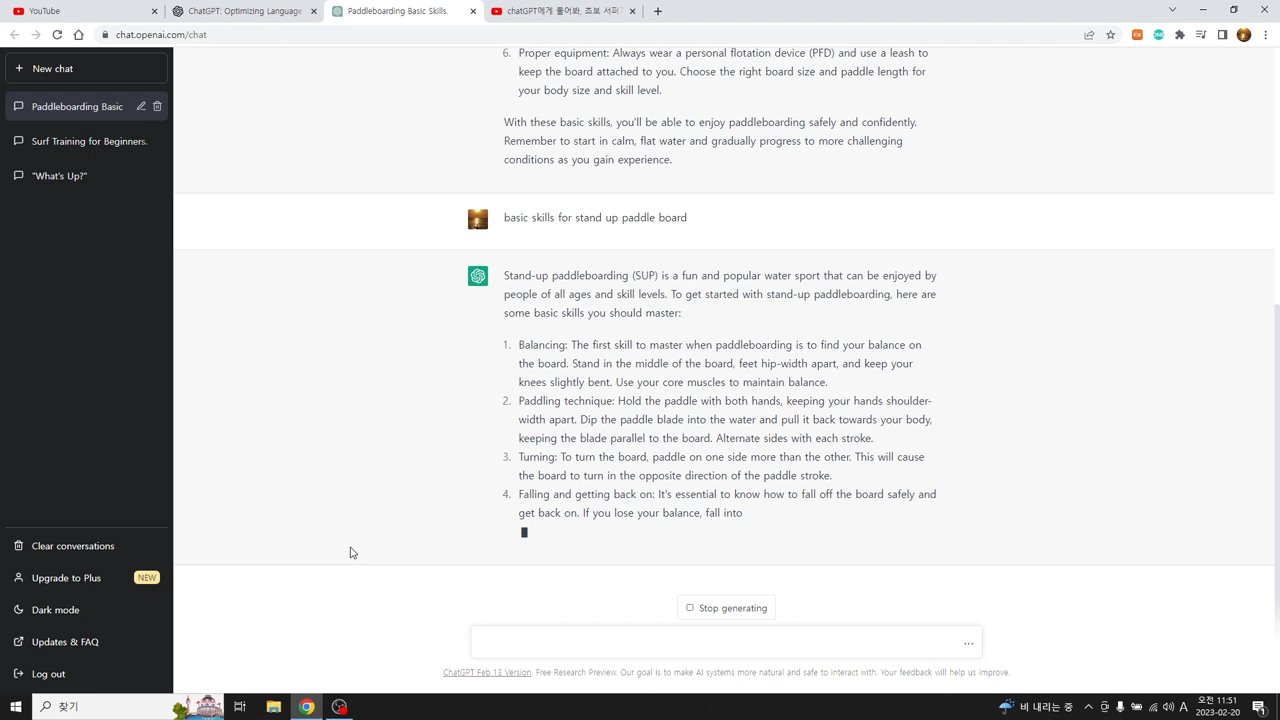 YouTube
ChatGPT: Optimizing Language
Paddleboarding Basic Skills.
chatGPT에게 물어봐, 초보 서퍼
chat.openai.com/chat
New chat
Paddleboarding Basic
Surf Training for Beginners.
"What's Up?"
6. Proper equipment: Always wear a personal flotation device (PFD) and use a leash to
keep the board attached to you. Choose the right board size and paddle length for
your body size and skill level.
With these basic skills, you'll be able to enjoy paddleboarding safely and confidently.
Remember to start in calm, flat water and gradually progress to more challenging
conditions as you gain experience.
basic skills for stand up paddle board
Stand-up paddleboarding (SUP) is a fun and popular water sport that can be enjoyed by
people of all ages and skill levels. To get started with stand-up paddleboarding, here are
some basic skills you should master:
1. Balancing: The first skill to master when paddleboarding is to find your balance on
the board. Stand in the middle of the board, feet hip-width apart, and keep your
knees slightly bent. Use your core muscles to maintain balance.
2. Paddling technique: Hold the paddle with both hands, keeping your hands shoulder-
width apart. Dip the paddle blade into the water and pull it back towards your body,
keeping the blade parallel to the board. Alternate sides with each stroke.
3. Turning: To turn the board, paddle on one side more than the other. This will cause
the board to turn in the opposite direction of the paddle stroke.
4. Falling and getting back on: It's essential to know how to fall off the board safely and
get back on. If you lose your balance, fall into
Clear conversations
Upgrade to Plus NEW
Dark mode
Updates & FAQ
Log out
Stop generating
ChatGPT Feb 13 Version. Free Research Preview. Our goal is to make AI systems more natural and safe to interact with. Your feedback will help us improve.
찾기
비 내리는 중
A
오전 11:51
2023-02-20